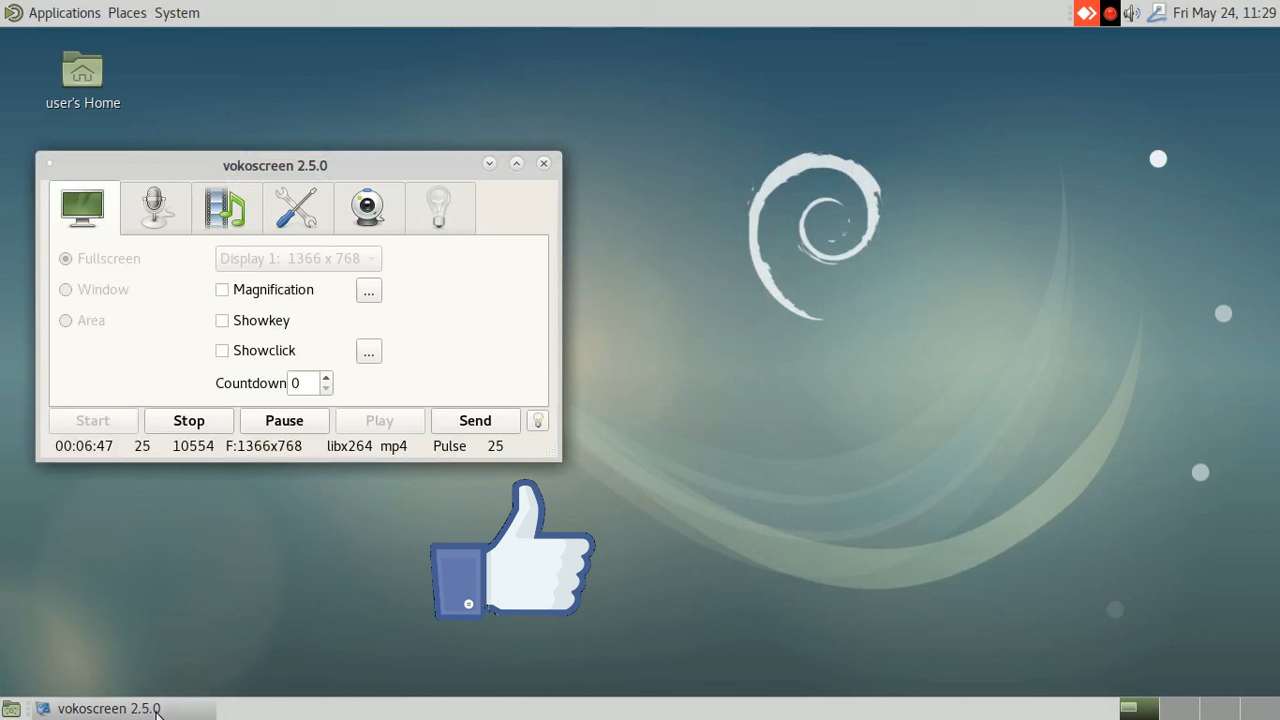 Applications Places System
Fri May 24, 11:29
user's Home
vokoscreen 2.5.0
Fullscreen
Display 1: 1366 x 768
Window
Magnification
...
Area
Showkey
Showclick
...
Countdown 0
Start Stop Pause Play Send
00:06:47 25 10554 F:1366x768 libx264 mp4 Pulse 25
vokoscreen 2.5.0